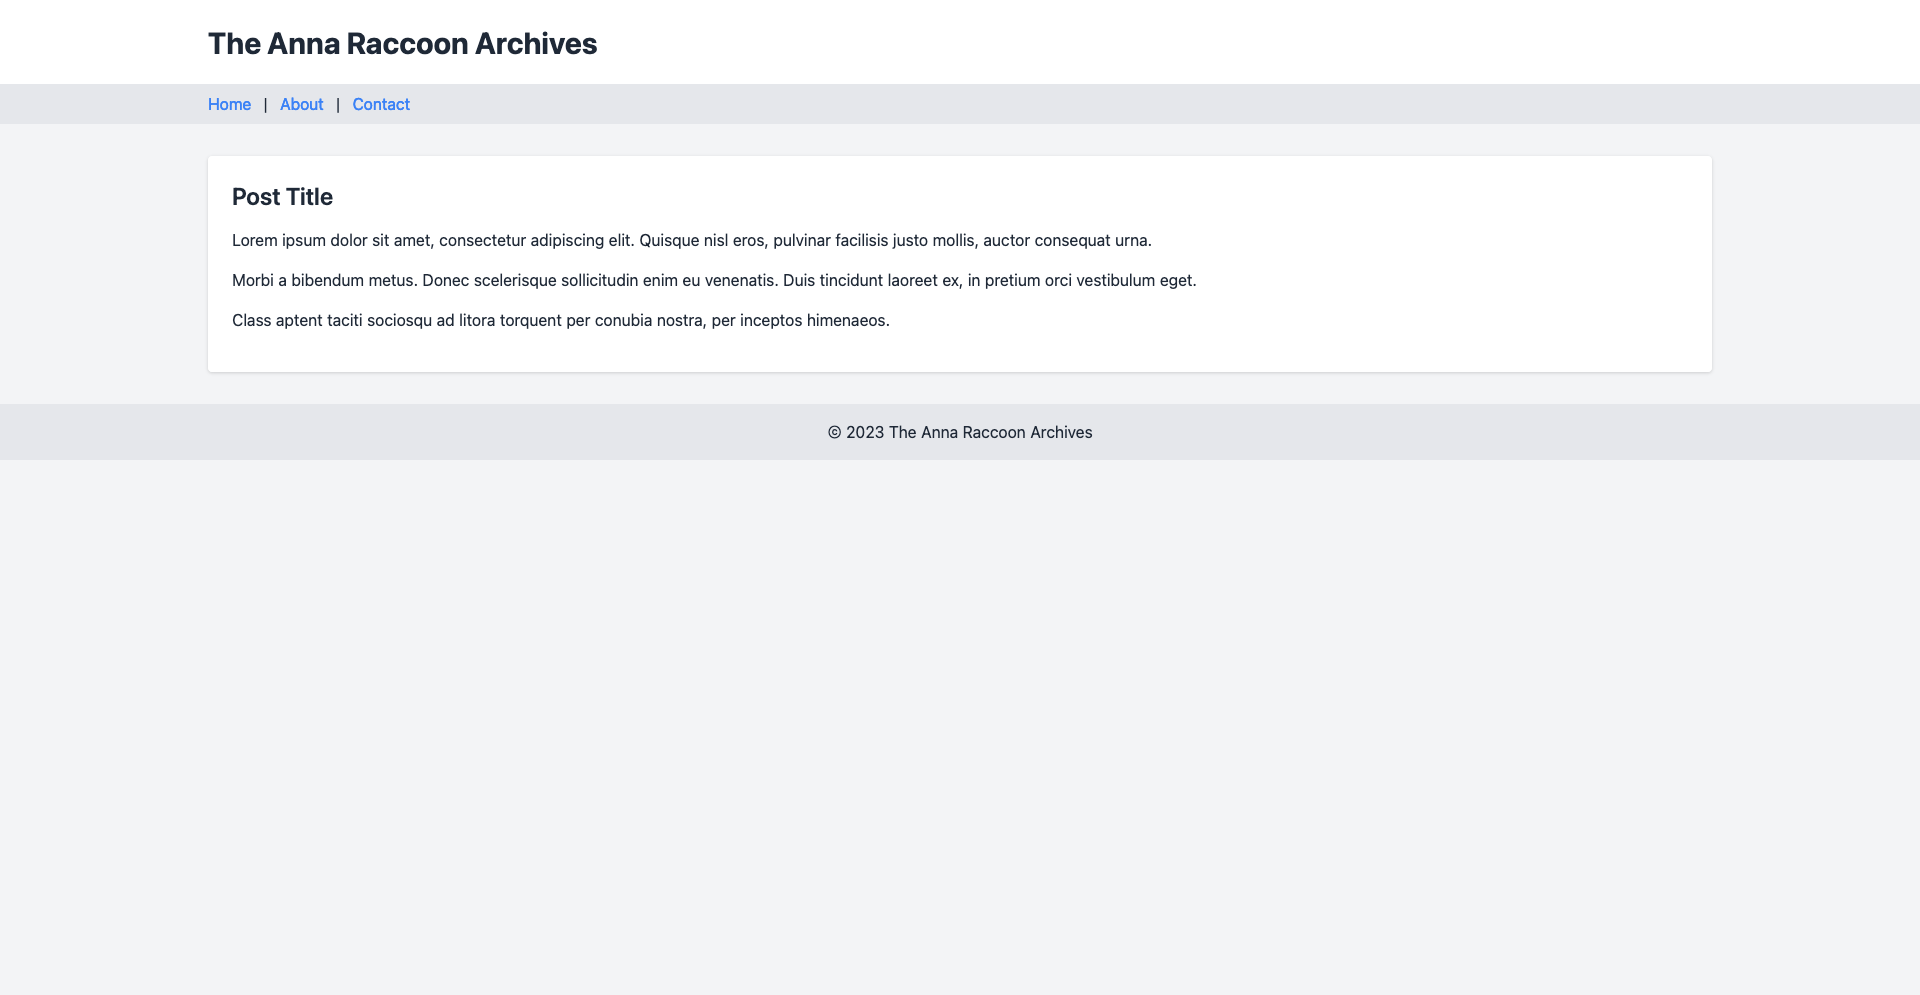 The Anna Raccoon Archives
Home | About | Contact
Post Title
Lorem ipsum dolor sit amet, consectetur adipiscing elit. Quisque nisl eros, pulvinar facilisis justo mollis, auctor consequat urna.
Morbi a bibendum metus. Donec scelerisque sollicitudin enim eu venenatis. Duis tincidunt laoreet ex, in pretium orci vestibulum eget.
Class aptent taciti sociosqu ad litora torquent per conubia nostra, per inceptos himenaeos.
© 2023 The Anna Raccoon Archives